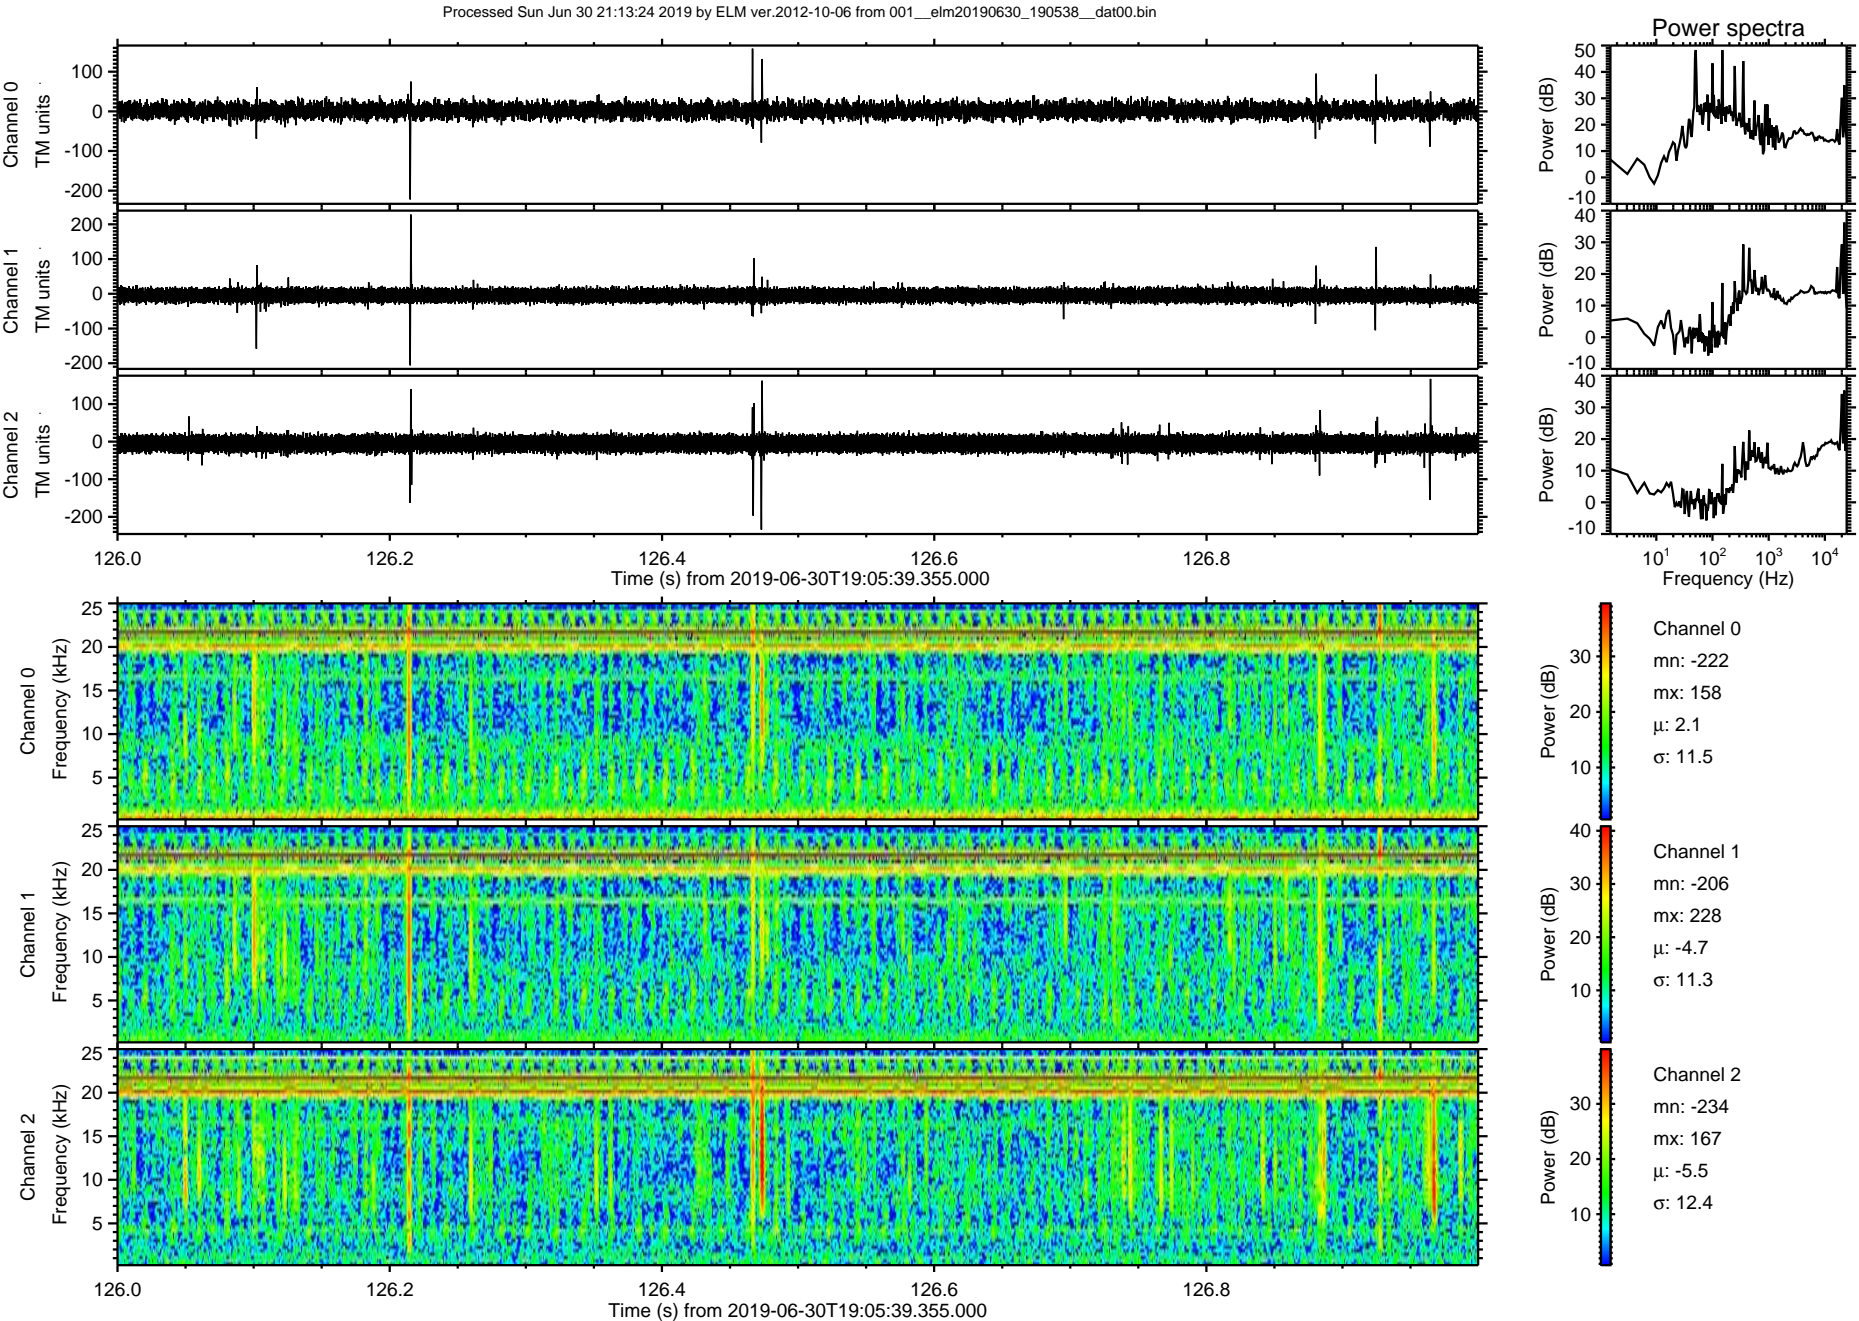 Processed Sun Jun 30 21:13:24 2019 by ELM ver.2012-10-06 from 001__elm20190630_190538__dat00.bin
Power spectra
Channel 0
TM units
100
0
-100
-200
Power (dB)
50
40
30
20
10
0
-10
Channel 1
TM units
200
100
0
-100
-200
Power (dB)
40
30
20
10
0
-10
Channel 2
TM units
100
0
-100
-200
Power (dB)
40
30
20
10
0
-10
126.0 126.2 126.4 126.6 126.8
Time (s) from 2019-06-30T19:05:39.355.000
10¹ 10² 10³ 10⁴
Frequency (Hz)
Channel 0
Frequency (kHz)
25
20
15
10
5
Power (dB)
30
20
10
Channel 0
mn: -222
mx: 158
μ: 2.1
σ: 11.5
Channel 1
Frequency (kHz)
25
20
15
10
5
Power (dB)
40
30
20
10
Channel 1
mn: -206
mx: 228
μ: -4.7
σ: 11.3
Channel 2
Frequency (kHz)
25
20
15
10
5
Power (dB)
30
20
10
Channel 2
mn: -234
mx: 167
μ: -5.5
σ: 12.4
126.0 126.2 126.4 126.6 126.8
Time (s) from 2019-06-30T19:05:39.355.000